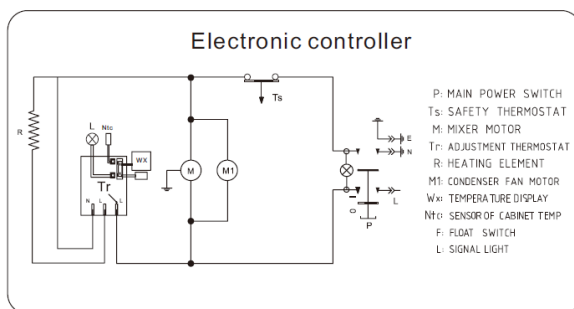 Electronic controller
Ts
R
L
Ntc
WX
Tr
N L L
M
M1
E
N
L
I
O
P
P: MAIN POWER SWITCH
Ts: SAFETY THERMOSTAT
M: MIXER MOTOR
Tr: ADJUSTMENT THERMOSTAT
R: HEATING ELEMENT
M1: CONDENSER FAN MOTOR
Wx: TEMPERATURE DISPLAY
Ntc: SENSOR OF CABINET TEMP
F: FLOAT SWITCH
L: SIGNAL LIGHT